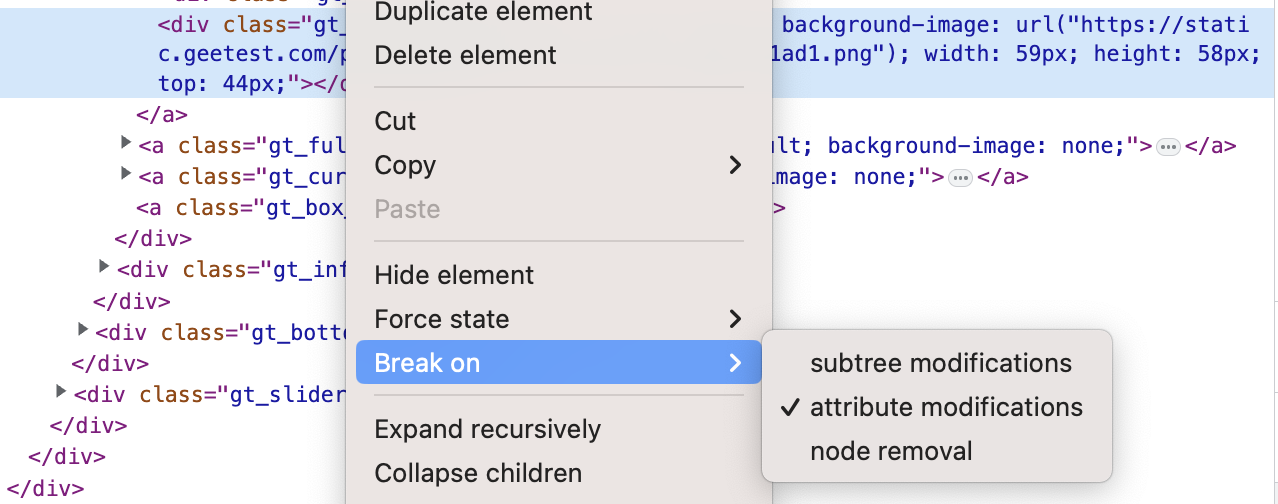 Duplicate element
<div class="gt_ background-image: url("https://stati
c.geetest.com/p Delete element 1ad1.png"); width: 59px; height: 58px;
top: 44px;"></
</a>
Cut
<a class="gt_ful ult; background-image: none;"> ••• </a>
Copy
<a class="gt_cur image: none;"> ••• </a>
Paste
<a class="gt_box >
</div>
<div class="gt_inf
Hide element
</div>
Force state
<div class="gt_botto
</div>
Break on
subtree modifications
✓ attribute modifications
node removal
<div class="gt_slider
</div>
Expand recursively
</div>
Collapse children
</div>